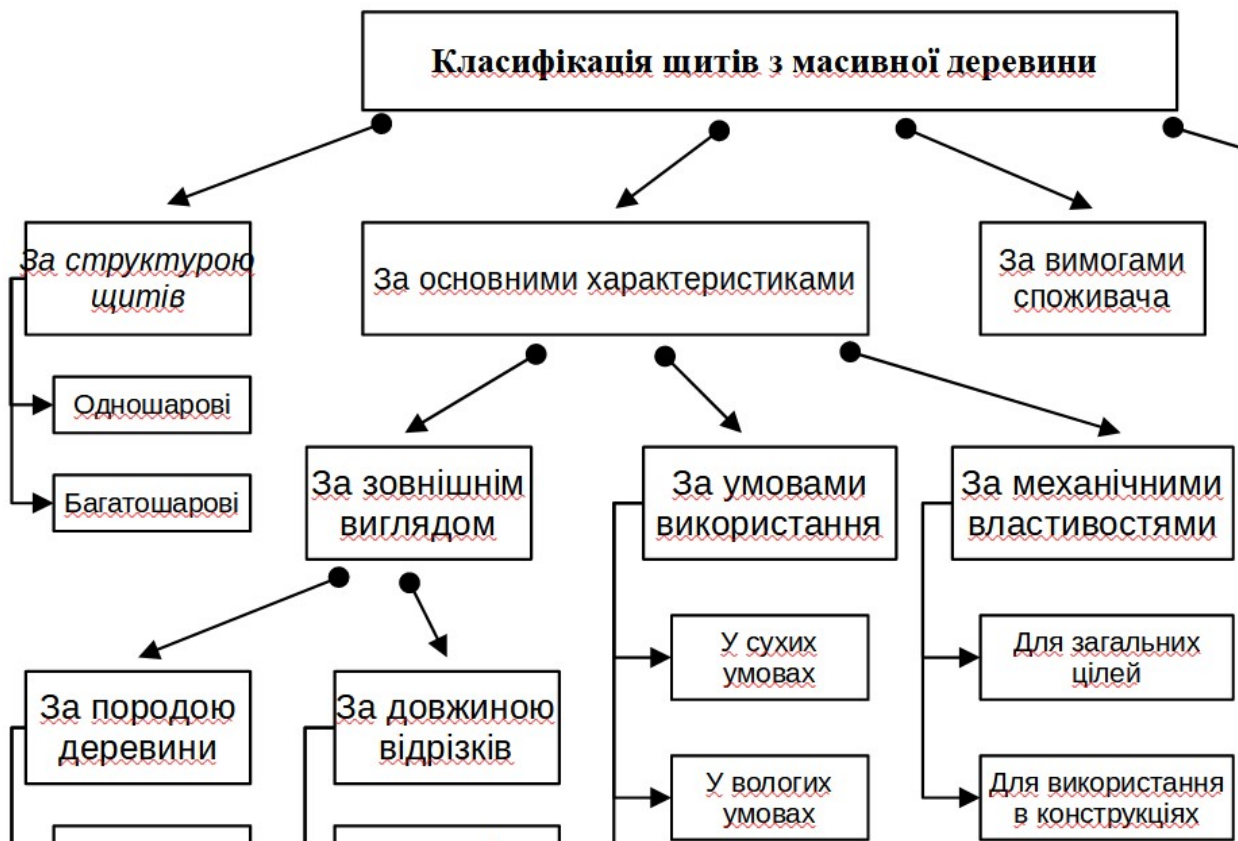 Класифікація щитів з масивної деревини
За структурою
щитів
За основними характеристиками
За вимогами
споживача
Одношарові
Багатошарові
За зовнішнім
виглядом
За умовами
використання
За механічними
властивостями
У сухих
умовах
Для загальних
цілей
За породою
деревини
За довжиною
відрізків
У вологих
умовах
Для використання
в конструкціях